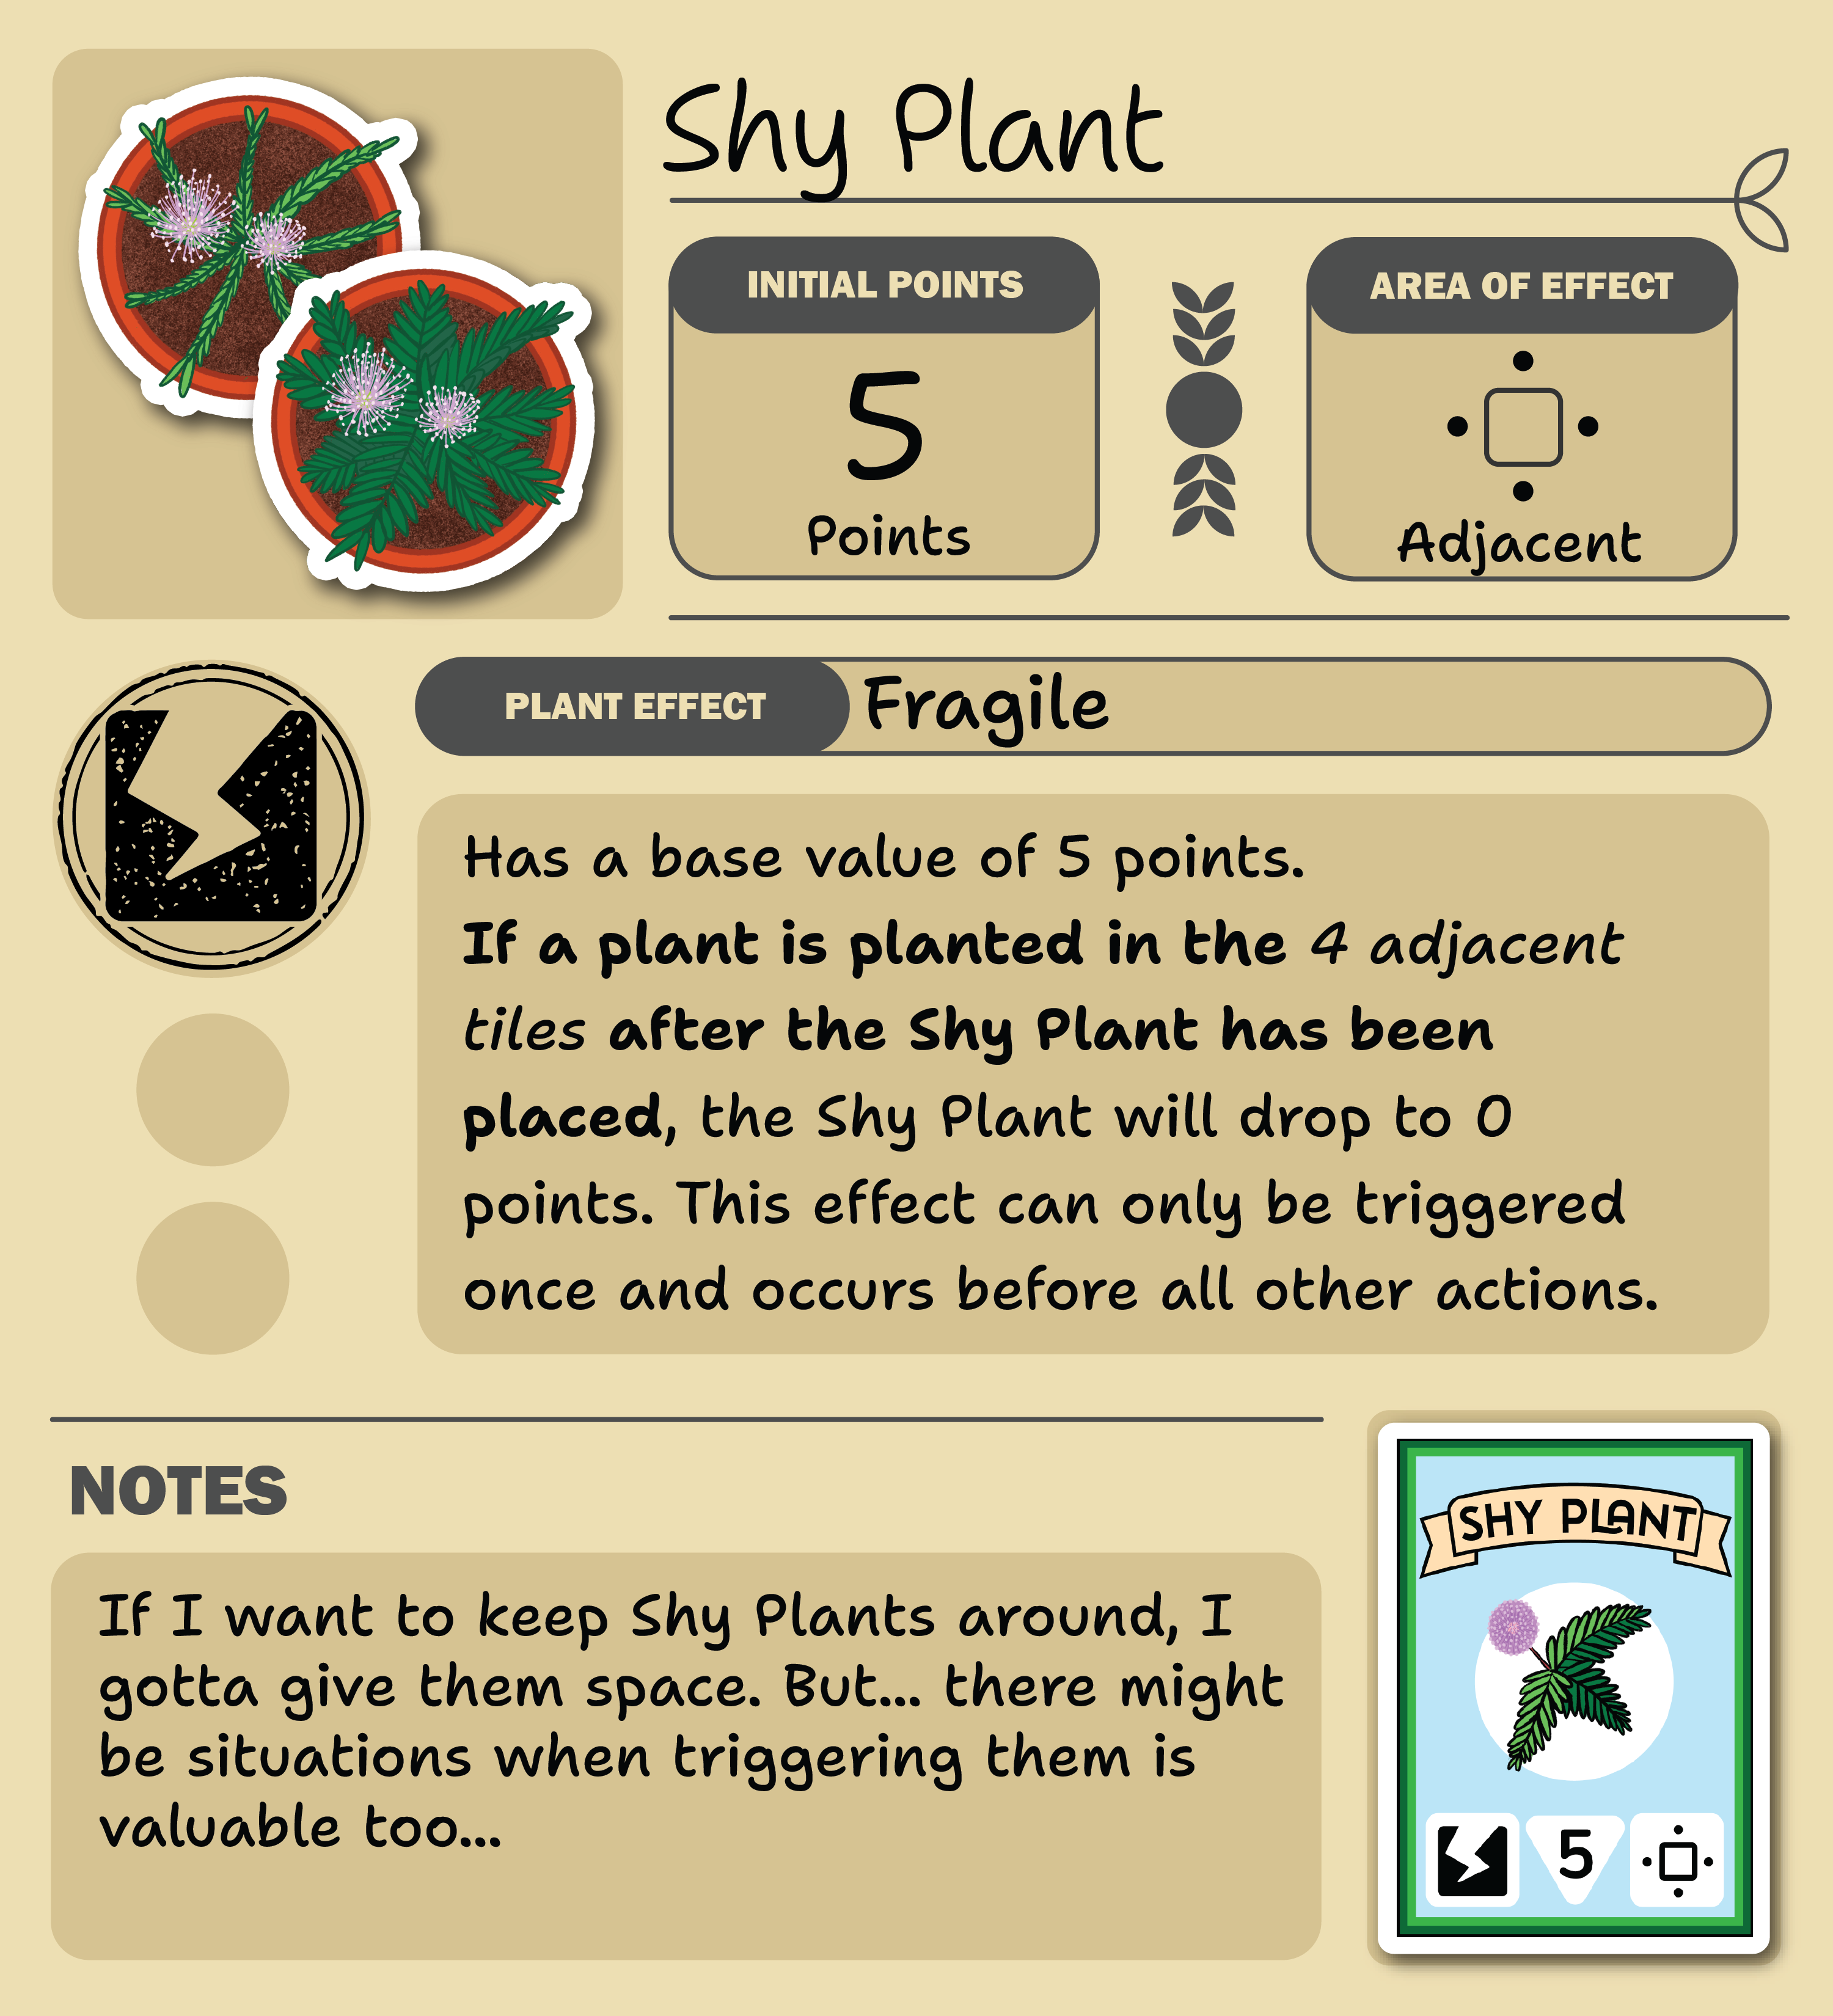 Shy Plant
INITIAL POINTS
5
Points
AREA OF EFFECT
Adjacent
PLANT EFFECT
Fragile
Has a base value of 5 points.
If a plant is planted in the 4 adjacent
tiles after the Shy Plant has been
placed, the Shy Plant will drop to 0
points. This effect can only be triggered
once and occurs before all other actions.
NOTES
If I want to keep Shy Plants around, I
gotta give them space. But... there might
be situations when triggering them is
valuable too...
SHY PLANT
5